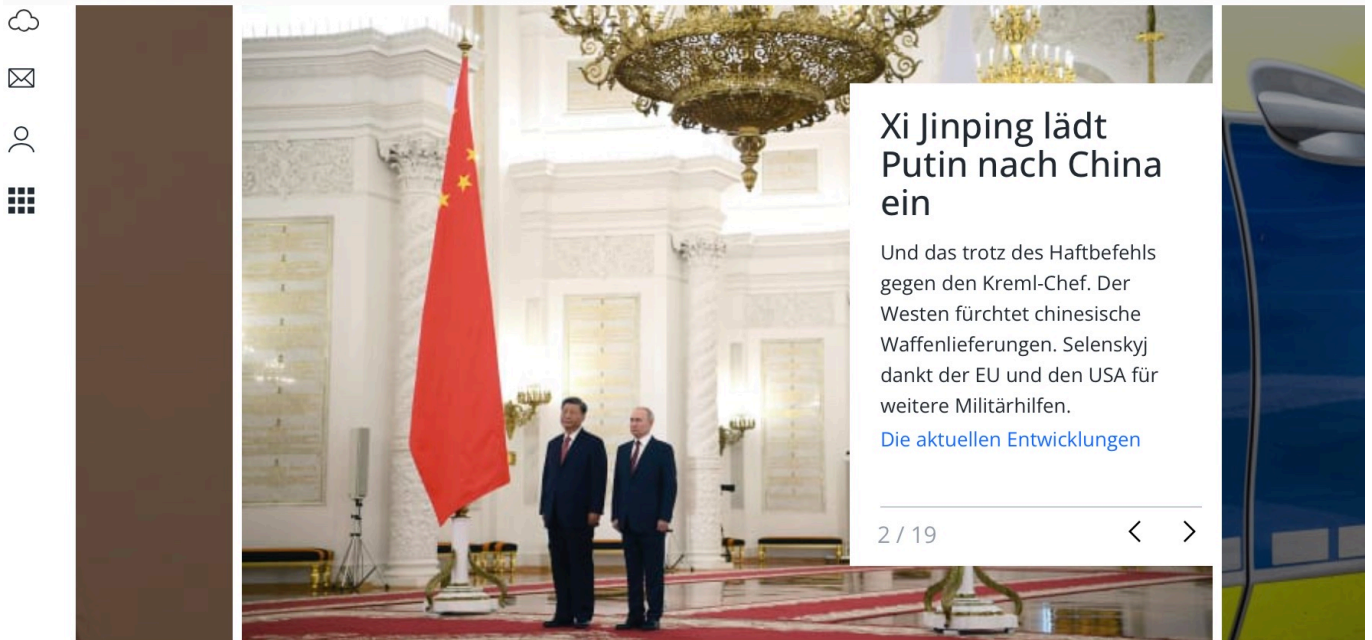 Xi Jinping lädt
Putin nach China
ein
Und das trotz des Haftbefehls
gegen den Kreml-Chef. Der
Westen fürchtet chinesische
Waffenlieferungen. Selenskyj
dankt der EU und den USA für
weitere Militärhilfen.
Die aktuellen Entwicklungen
2 / 19